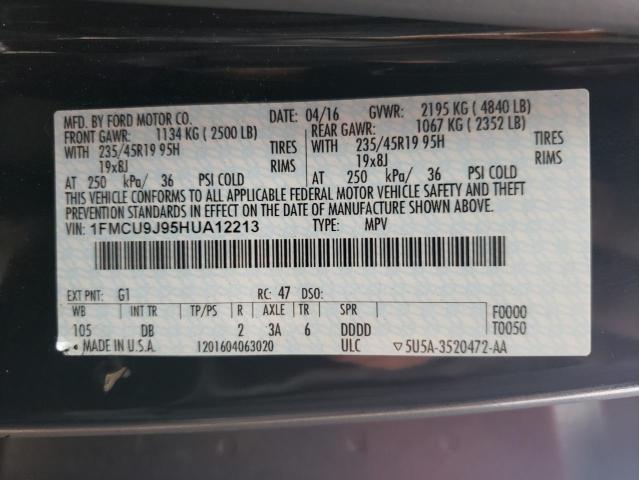 MFD. BY FORD MOTOR CO. DATE: 04/16 GVWR: 2195 KG ( 4840 LB)
FRONT GAWR: 1134 KG ( 2500 LB) REAR GAWR: 1067 KG ( 2352 LB)
WITH 235/45R19 95H TIRES WITH 235/45R19 95H TIRES
19x8J RIMS 19x8J RIMS
AT 250 kPa/ 36 PSI COLD AT 250 kPa/ 36 PSI COLD
THIS VEHICLE CONFORMS TO ALL APPLICABLE FEDERAL MOTOR VEHICLE SAFETY AND THEFT
PREVENTION STANDARDS IN EFFECT ON THE DATE OF MANUFACTURE SHOWN ABOVE.
VIN: 1FMCU9J95HUA12213 TYPE: MPV
EXT PNT: G1 RC: 47 DSO:
WB INT TR TP/PS R AXLE TR SPR F0000
105 DB 2 3A 6 DDDD T0050
MADE IN U.S.A. 1201604063020 ULC ▽5U5A-3520472-AA